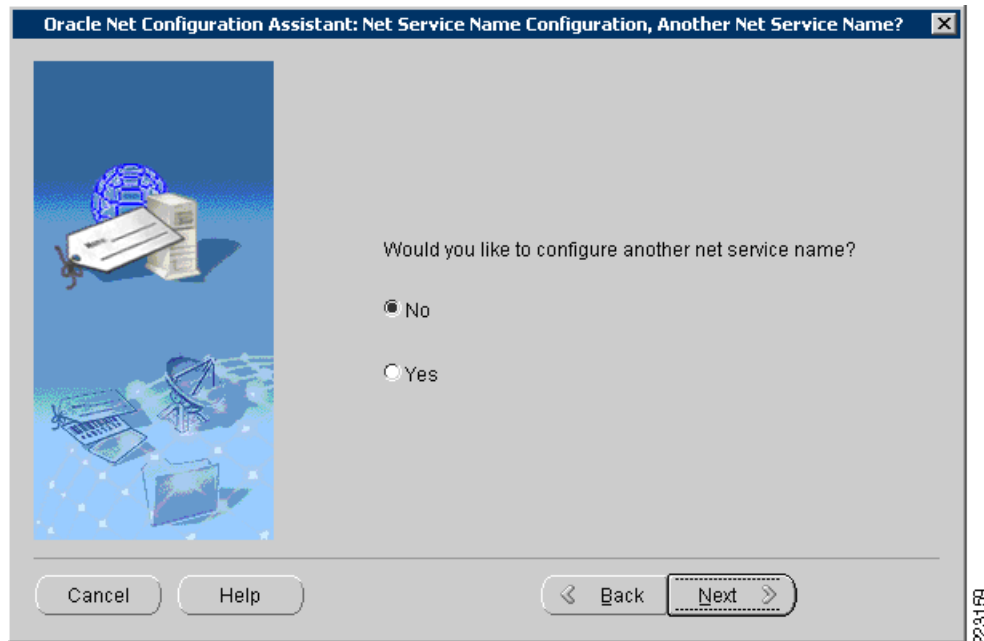 Oracle Net Configuration Assistant: Net Service Name Configuration, Another Net Service Name?
Would you like to configure another net service name?
No
Yes
Cancel
Help
Back
Next
223159